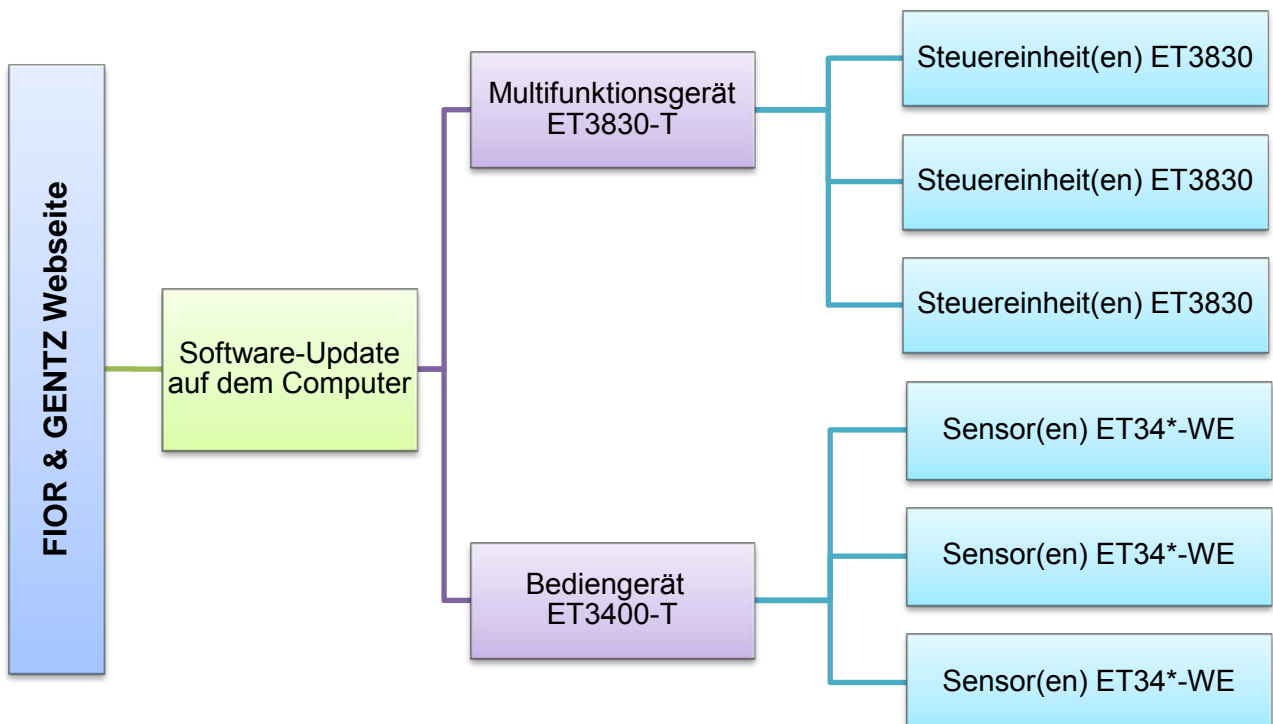 FIOR & GENTZ Webseite
Software-Update
auf dem Computer
Multifunktionsgerät
ET3830-T
Steuereinheit(en) ET3830
Steuereinheit(en) ET3830
Steuereinheit(en) ET3830
Bediengerät
ET3400-T
Sensor(en) ET34*-WE
Sensor(en) ET34*-WE
Sensor(en) ET34*-WE